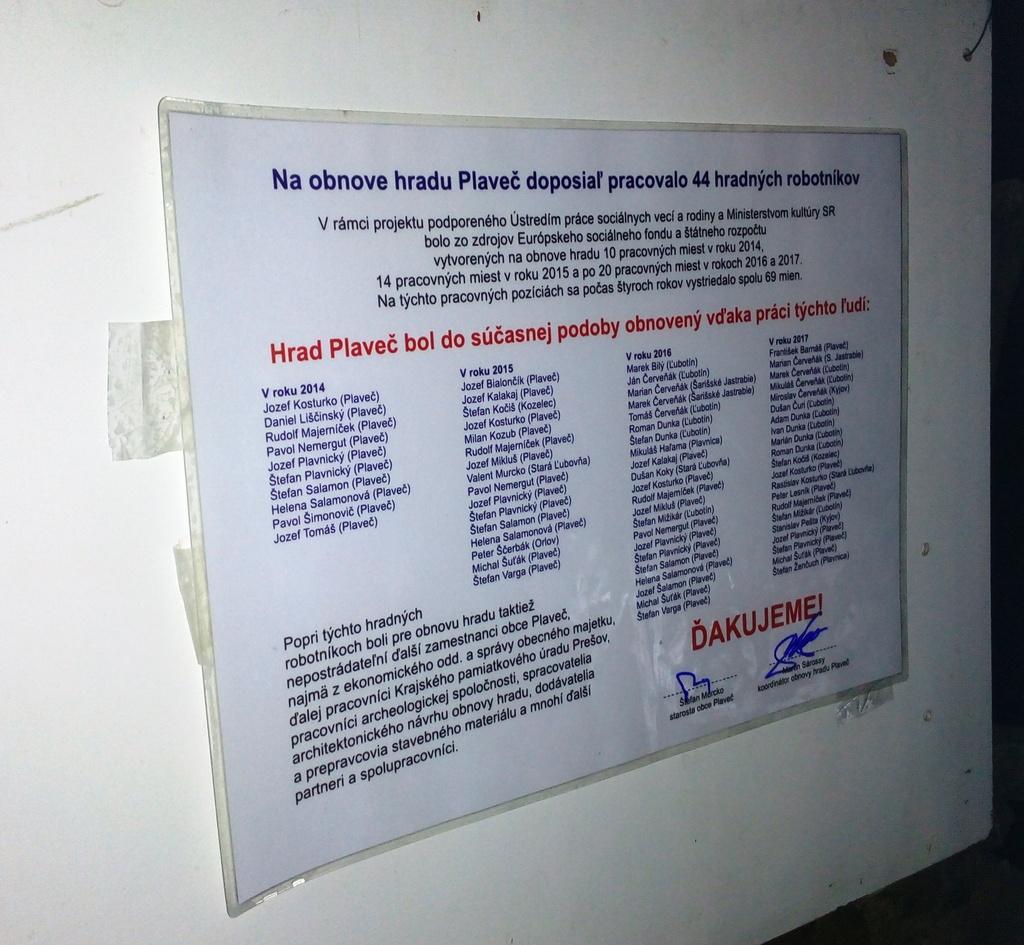 Na obnove hradu Plaveč doposiaľ pracovalo 44 hradných robotníkov
V rámci projektu podporeného Ústredím práce sociálnych vecí a rodiny a Ministerstvom kultúry SR
bolo zo zdrojov Európskeho sociálneho fondu a štátneho rozpočtu
vytvorených na obnove hradu 10 pracovných miest v roku 2014,
14 pracovných miest v roku 2015 a po 20 pracovných miest v rokoch 2016 a 2017.
Na týchto pracovných pozíciách sa počas štyroch rokov vystriedalo spolu 69 mien.
Hrad Plaveč bol do súčasnej podoby obnovený vďaka práci týchto ľudí:
V roku 2014
Jozef Kosturko (Plaveč)
Daniel Liščinský (Plaveč)
Rudolf Majerníček (Plaveč)
Pavol Nemergut (Plaveč)
Jozef Plavnický (Plaveč)
Štefan Plavnický (Plaveč)
Štefan Salamon (Plaveč)
Helena Salamonová (Plaveč)
Pavol Šimonovič (Plaveč)
Jozef Tomáš (Plaveč)
V roku 2015
Jozef Bialončík (Plaveč)
Jozef Kalakaj (Plaveč)
Štefan Kočiš (Kozelec)
Jozef Kosturko (Plaveč)
Milan Kozub (Plaveč)
Rudolf Majerníček (Plaveč)
Jozef Mikluš (Plaveč)
Valent Murcko (Stará Ľubovňa)
Pavol Nemergut (Plaveč)
Jozef Plavnický (Plaveč)
Štefan Plavnický (Plaveč)
Štefan Salamon (Plaveč)
Helena Salamonová (Plaveč)
Peter Ščerbák (Orlov)
Michal Šuťák (Plaveč)
Štefan Varga (Plaveč)
V roku 2016
Marek Bilý (Ľubotín)
Ján Červeňák (Ľubotín)
Marian Červeňák (Šarišské Jastrabie)
Marek Červeňák (Šarišské Jastrabie)
Tomáš Červeňák (Ľubotín)
Roman Dunka (Ľubotín)
Štefan Dunka (Ľubotín)
Mikuláš Haľama (Plavnica)
Jozef Kalakaj (Plaveč)
Dušan Koky (Stará Ľubovňa)
Jozef Kosturko (Plaveč)
Rudolf Majerníček (Plaveč)
Jozef Mikluš (Plaveč)
Štefan Mižikár (Ľubotín)
Pavol Nemergut (Plaveč)
Jozef Plavnický (Plaveč)
Štefan Plavnický (Plaveč)
Štefan Salamon (Plaveč)
Helena Salamonová (Plaveč)
Jozef Šalamon (Plaveč)
Michal Šuťák (Plaveč)
Štefan Varga (Plaveč)
V roku 2017
František Barnáš (Plaveč)
Marian Červeňák (S. Jastrabie)
Marek Červeňák (Ľubotín)
Mikuláš Červeňák (Ľubotín)
Miroslav Červeňák (Kyjov)
Dušan Čuri (Ľubotín)
Adam Dunka (Ľubotín)
Ivan Dunka (Ľubotín)
Marián Dunka (Ľubotín)
Roman Dunka (Ľubotín)
Štefan Kočiš (Kozelec)
Jozef Kosturko (Plaveč)
Rastislav Kosturko (Stará Ľubovňa)
Peter Lesník (Plaveč)
Rudolf Majerníček (Plaveč)
Štefan Mižikár (Ľubotín)
Stanislav Pešta (Kyjov)
Jozef Plavnický (Plaveč)
Štefan Plavnický (Plaveč)
Michal Šuťák (Plaveč)
Štefan Ženčuch (Plavnica)
Popri týchto hradných
robotníkoch boli pre obnovu hradu taktiež
nepostrádateľní ďalší zamestnanci obce Plaveč,
najmä z ekonomického odd. a správy obecného majetku,
ďalej pracovníci Krajského pamiatkového úradu Prešov,
pracovníci archeologickej spoločnosti, spracovatelia
architektonického návrhu obnovy hradu, dodávatelia
a prepravcovia stavebného materiálu a mnohí ďalší
partneri a spolupracovníci.
ĎAKUJEME!
Štefan Murcko
starosta obce Plaveč
Martin Sárossy
koordinátor obnovy hradu Plaveč